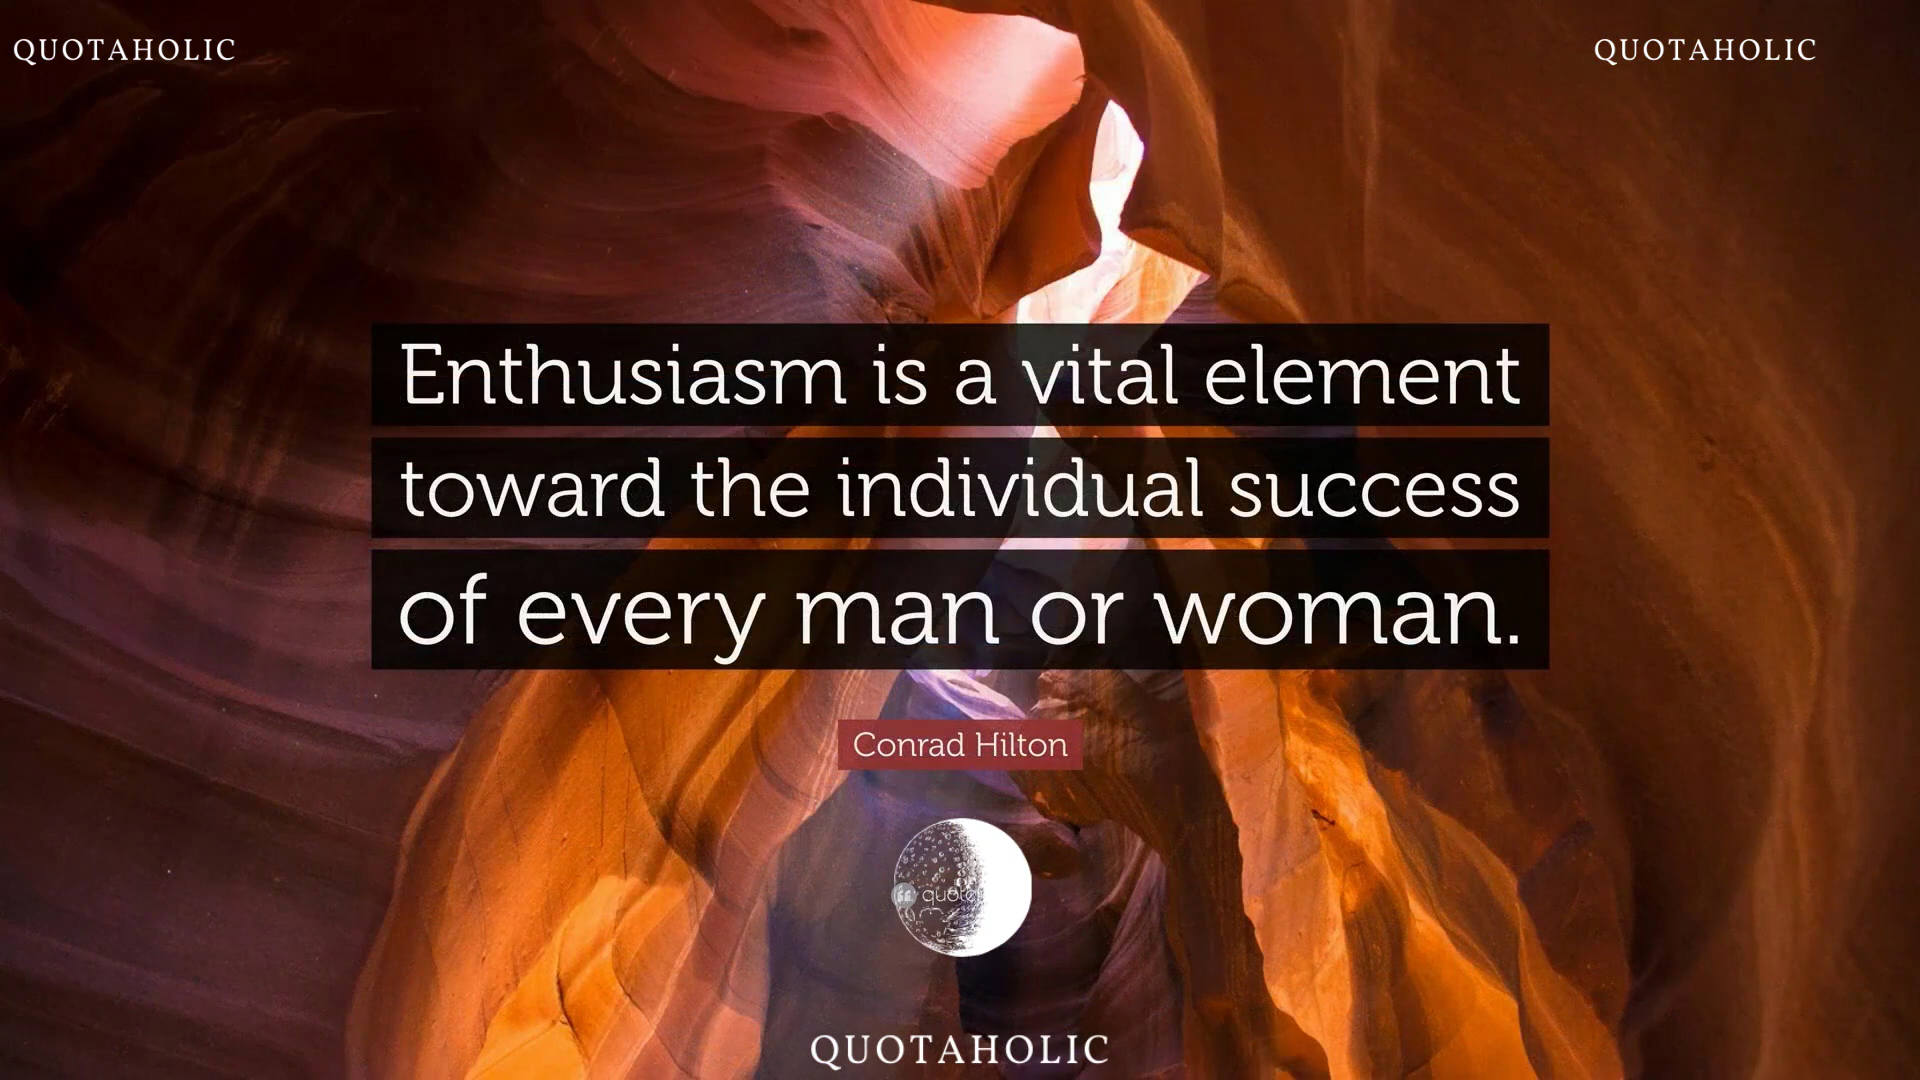 QUOTAHOLIC
QUOTAHOLIC
Enthusiasm is a vital element
toward the individual success
of every man or woman.
Conrad Hilton
QUOTAHOLIC